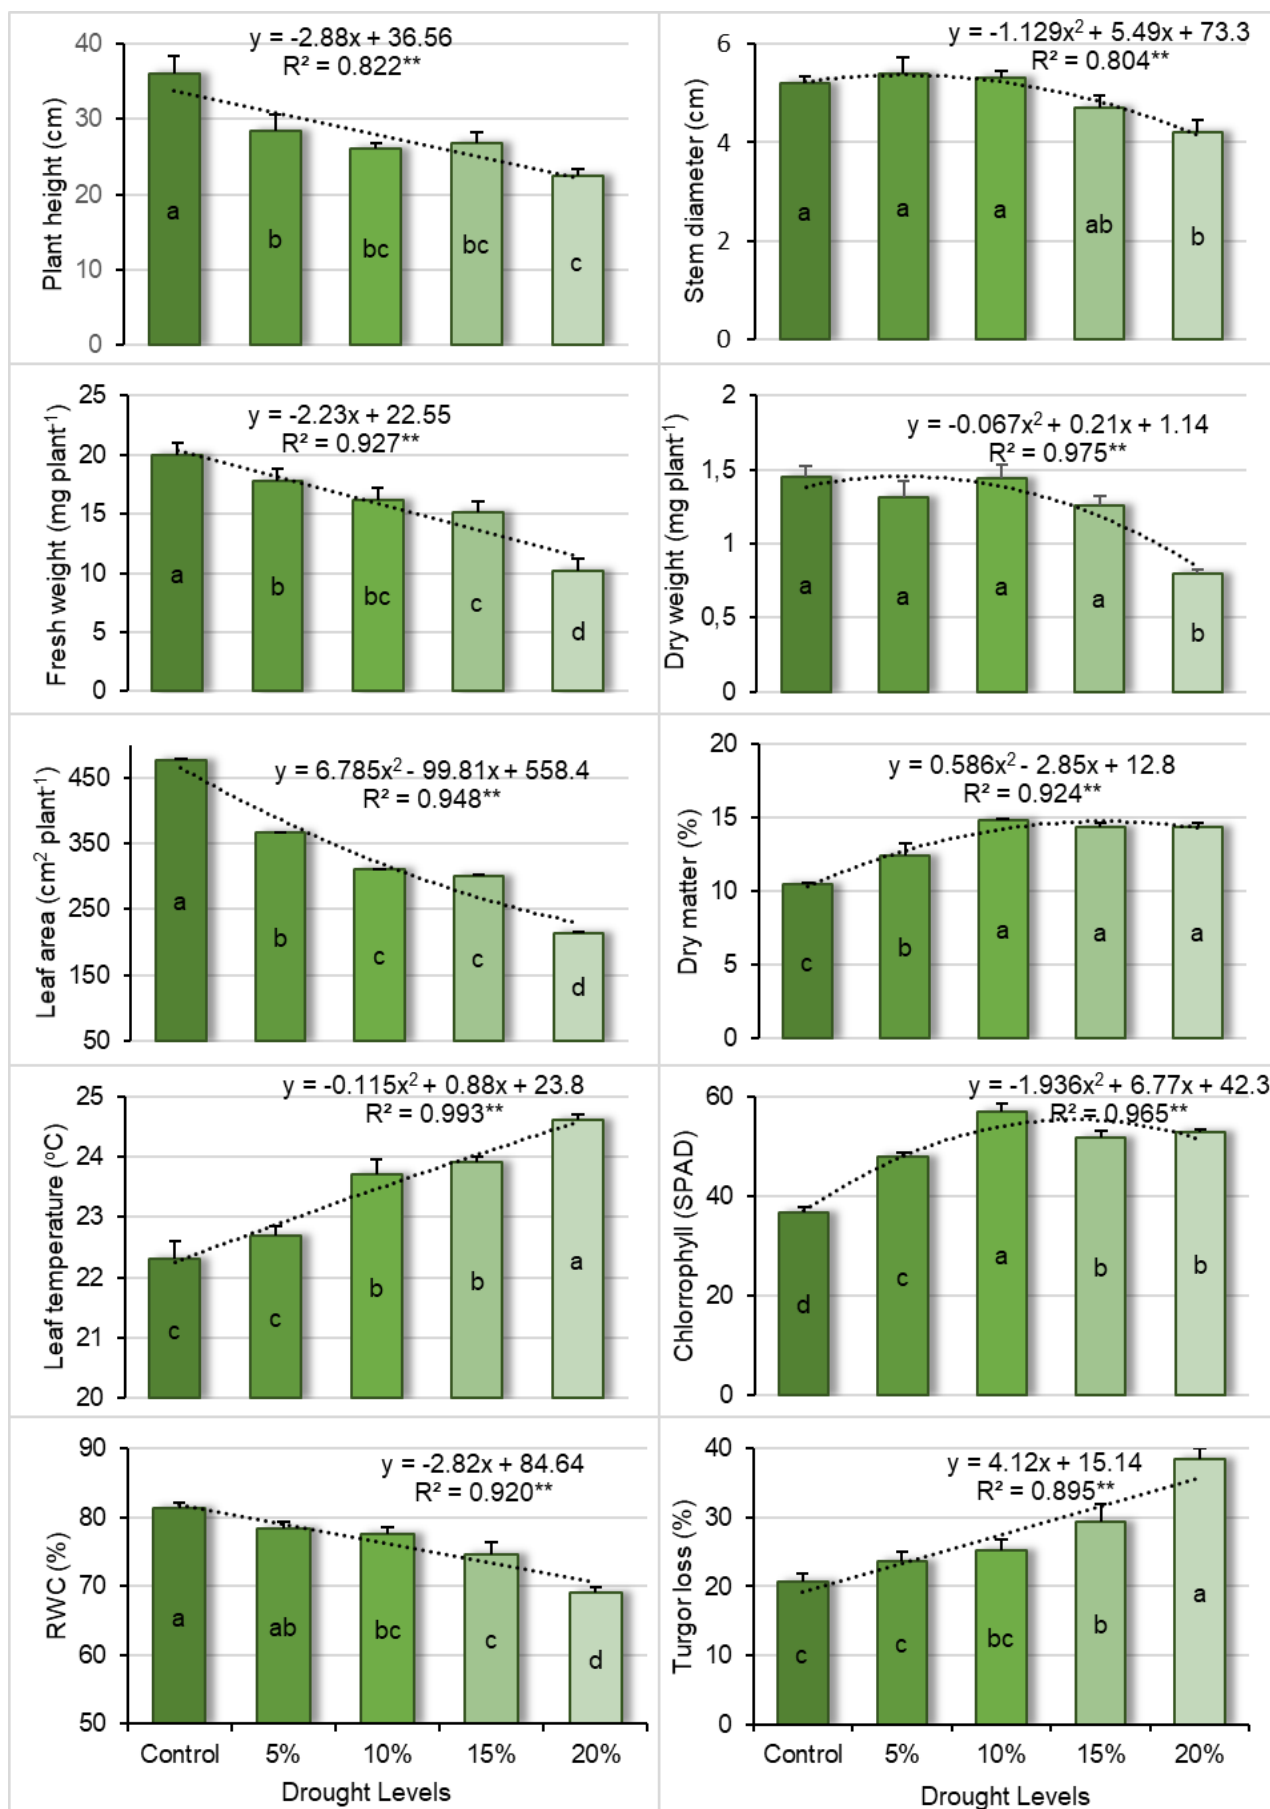 y = -2.88x + 36.56
R² = 0.822**
Plant height (cm)
40
30
20
10
0
a
b
bc
bc
c
y = -1.129x² + 5.49x + 73.3
R² = 0.804**
Stem diameter (cm)
6
4
2
0
a
a
a
ab
b
y = -2.23x + 22.55
R² = 0.927**
Fresh weight (mg plant⁻¹)
25
20
15
10
5
0
a
b
bc
c
d
y = -0.067x² + 0.21x + 1.14
R² = 0.975**
Dry weight (mg plant⁻¹)
2
1,5
1
0,5
0
a
a
a
a
b
y = 6.785x² - 99.81x + 558.4
R² = 0.948**
Leaf area (cm² plant⁻¹)
450
350
250
150
50
a
b
c
c
d
y = 0.586x² - 2.85x + 12.8
R² = 0.924**
Dry matter (%)
20
15
10
5
0
c
b
a
a
a
y = -0.115x² + 0.88x + 23.8
R² = 0.993**
Leaf temperature (ºC)
25
24
23
22
21
20
c
c
b
b
a
y = -1.936x² + 6.77x + 42.3
R² = 0.965**
Chlorrophyll (SPAD)
60
40
20
0
d
c
a
b
b
y = -2.82x + 84.64
R² = 0.920**
RWC (%)
90
80
70
60
50
a
ab
bc
c
d
Control 5% 10% 15% 20%
Drought Levels
y = 4.12x + 15.14
R² = 0.895**
Turgor loss (%)
40
30
20
10
0
c
c
bc
b
a
Control 5% 10% 15% 20%
Drought Levels